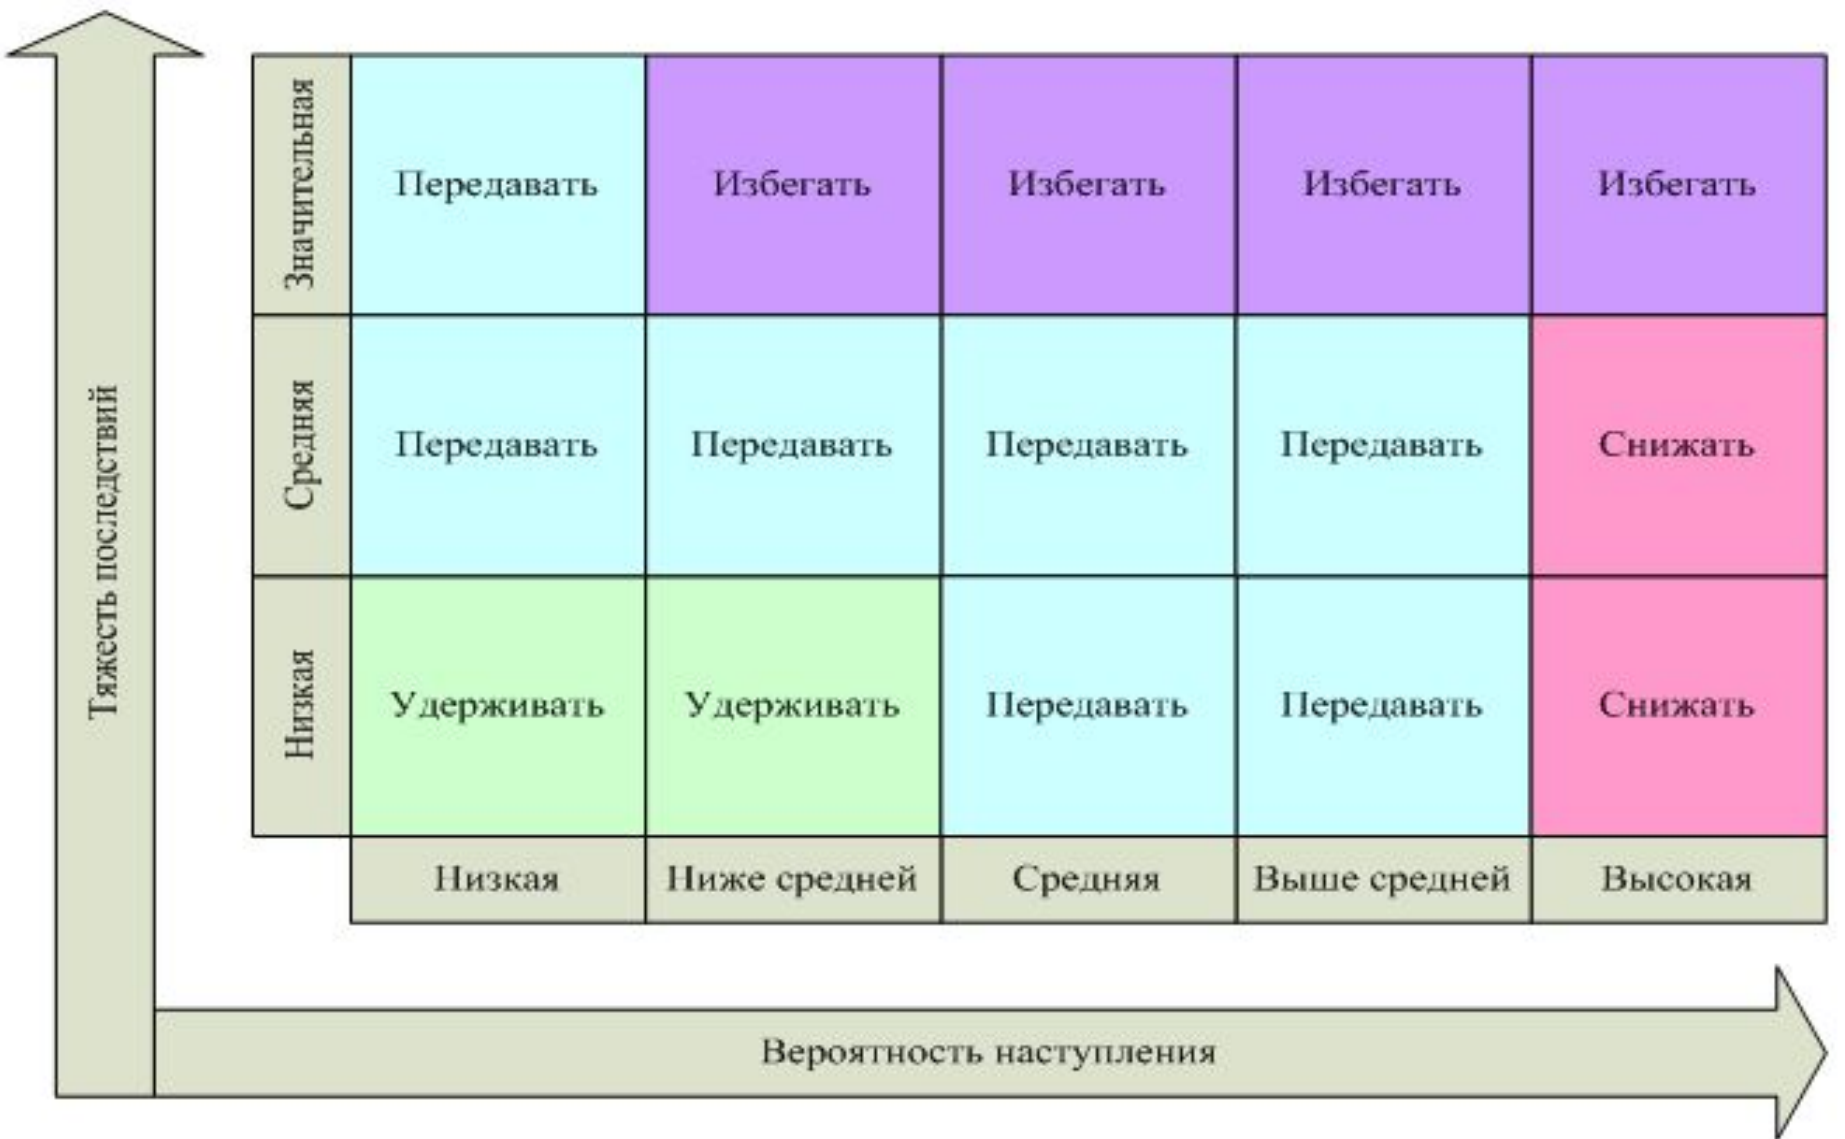 Тяжесть последствий
Значительная
Передавать
Избегать
Избегать
Избегать
Избегать
Средняя
Передавать
Передавать
Передавать
Передавать
Снижать
Низкая
Удерживать
Удерживать
Передавать
Передавать
Снижать
Низкая
Ниже средней
Средняя
Выше средней
Высокая
Вероятность наступления